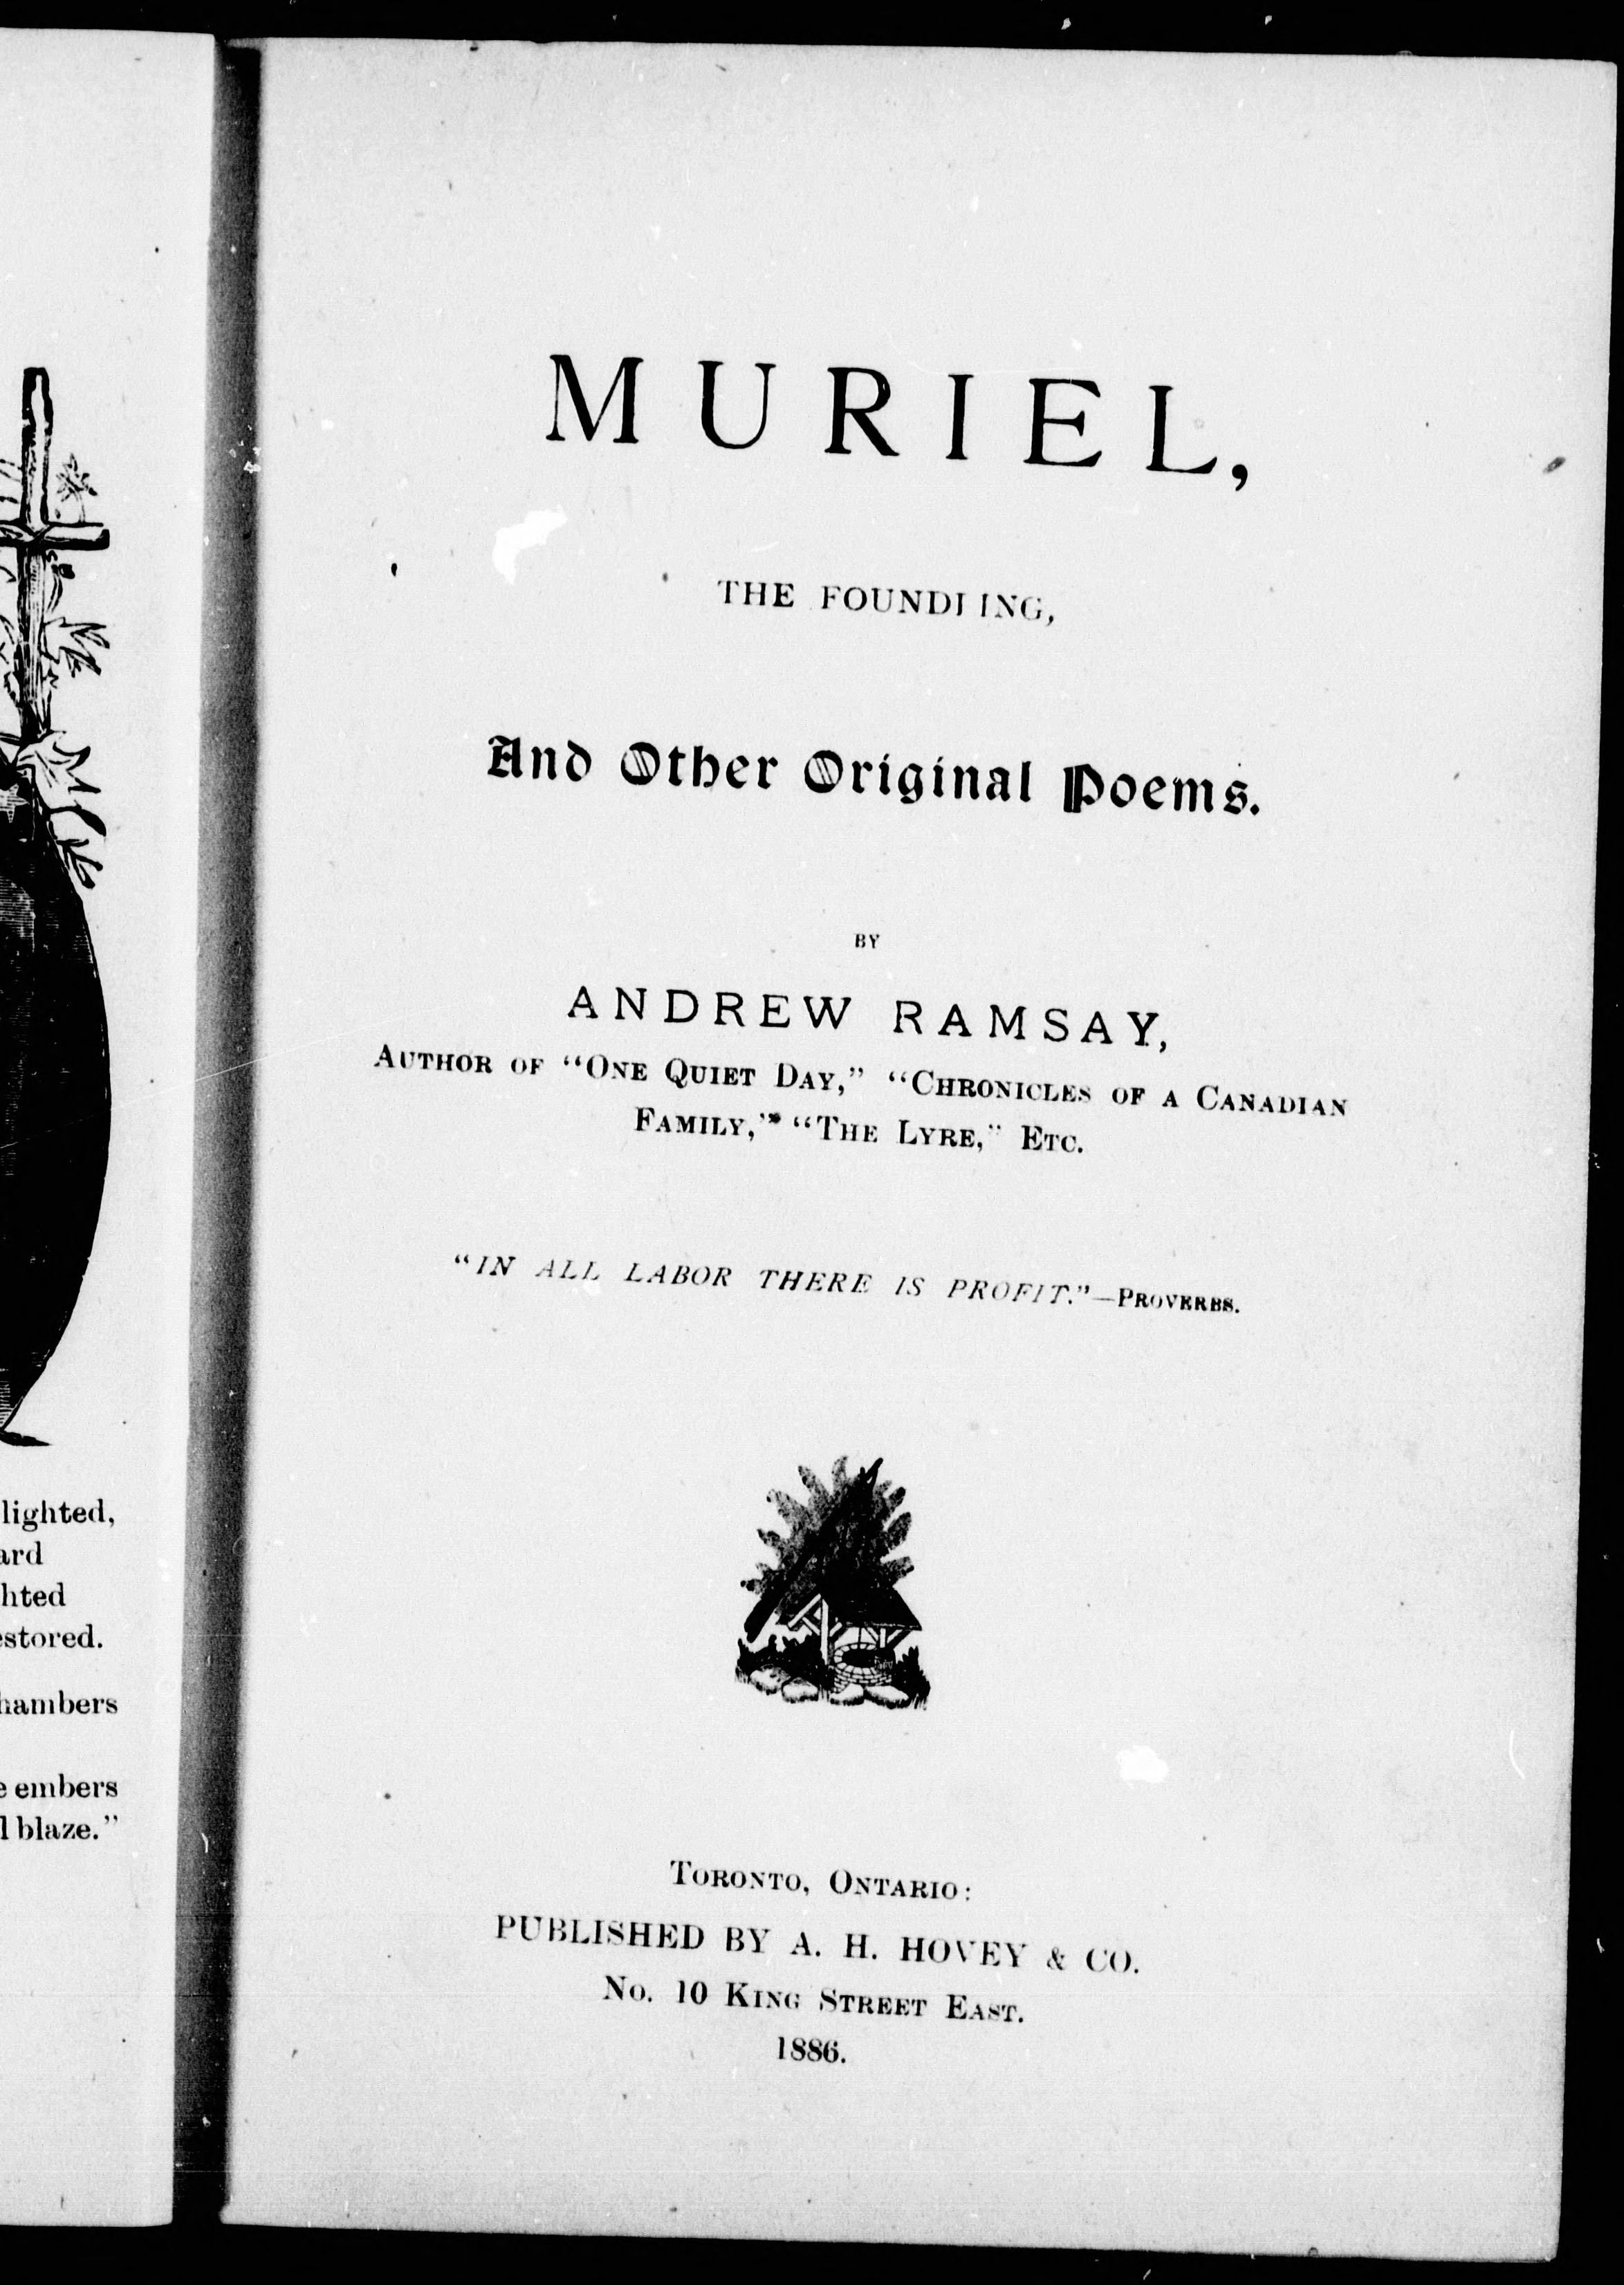 lighted,
ard
hted
estored.
hambers
e embers
l blaze."
MURIEL,
THE FOUNDLING,
And Other Original Poems.
BY
ANDREW RAMSAY,
AUTHOR OF "ONE QUIET DAY," "CHRONICLES OF A CANADIAN
FAMILY," "THE LYRE," ETC.
"IN ALL LABOR THERE IS PROFIT."—PROVERBS.
TORONTO, ONTARIO:
PUBLISHED BY A. H. HOVEY & CO.
No. 10 KING STREET EAST.
1886.